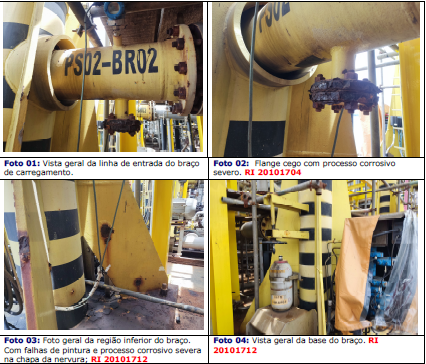 PS02-BR02
Foto 01: Vista geral da linha de entrada do braço
de carregamento.
Foto 02: Flange cego com processo corrosivo
severo. RI 20101704
Foto 03: Foto geral da região inferior do braço.
Com falhas de pintura e processo corrosivo severa
na chapa da nervura; RI 20101712
Foto 04: Vista geral da base do braço. RI
20101712